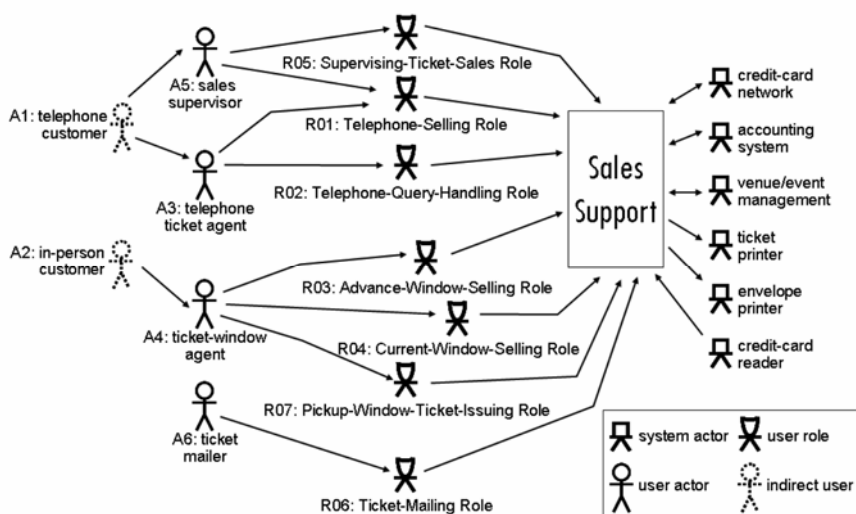 R05: Supervising-Ticket-Sales Role
A5: sales
supervisor
A1: telephone
customer
R01: Telephone-Selling Role
R02: Telephone-Query-Handling Role
A3: telephone
ticket agent
A2: in-person
customer
R03: Advance-Window-Selling Role
A4: ticket-window
agent
R04: Current-Window-Selling Role
R07: Pickup-Window-Ticket-Issuing Role
A6: ticket
mailer
R06: Ticket-Mailing Role
Sales
Support
credit-card
network
accounting
system
venue/event
management
ticket
printer
envelope
printer
credit-card
reader
system actor
user role
user actor
indirect user